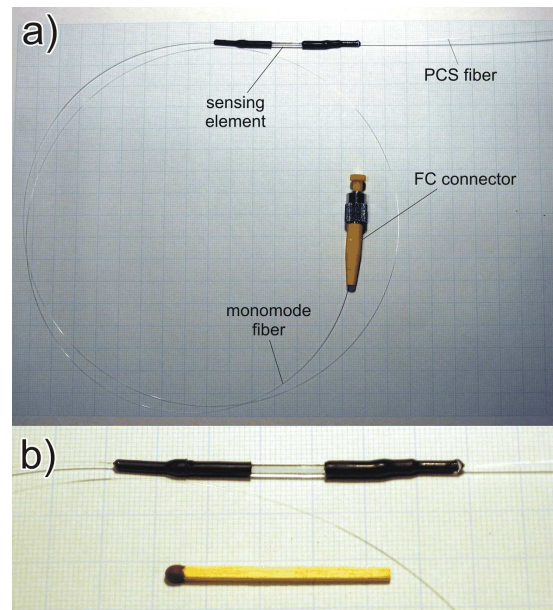 a)
PCS fiber
sensing
element
FC connector
monomode
fiber
b)